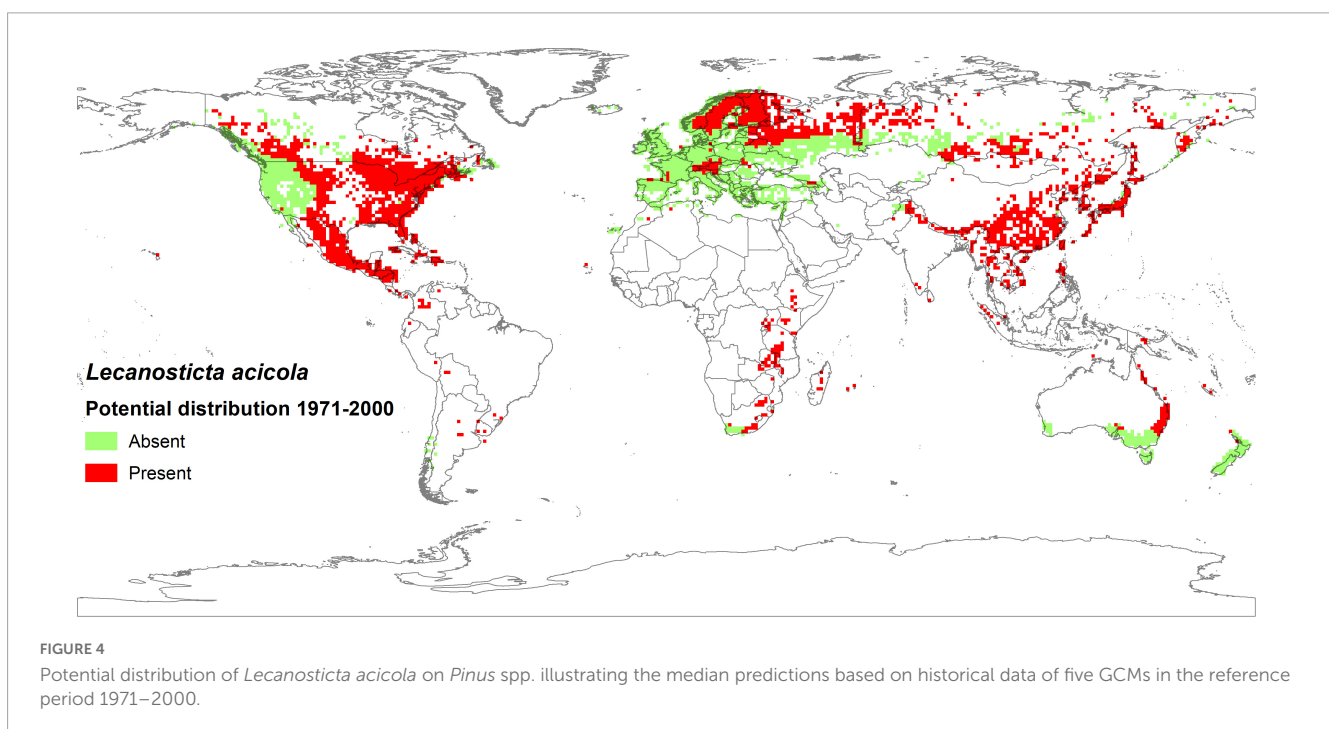 Lecanosticta acicola
Potential distribution 1971-2000
Absent
Present
FIGURE 4
Potential distribution of Lecanosticta acicola on Pinus spp. illustrating the median predictions based on historical data of five GCMs in the reference
period 1971–2000.